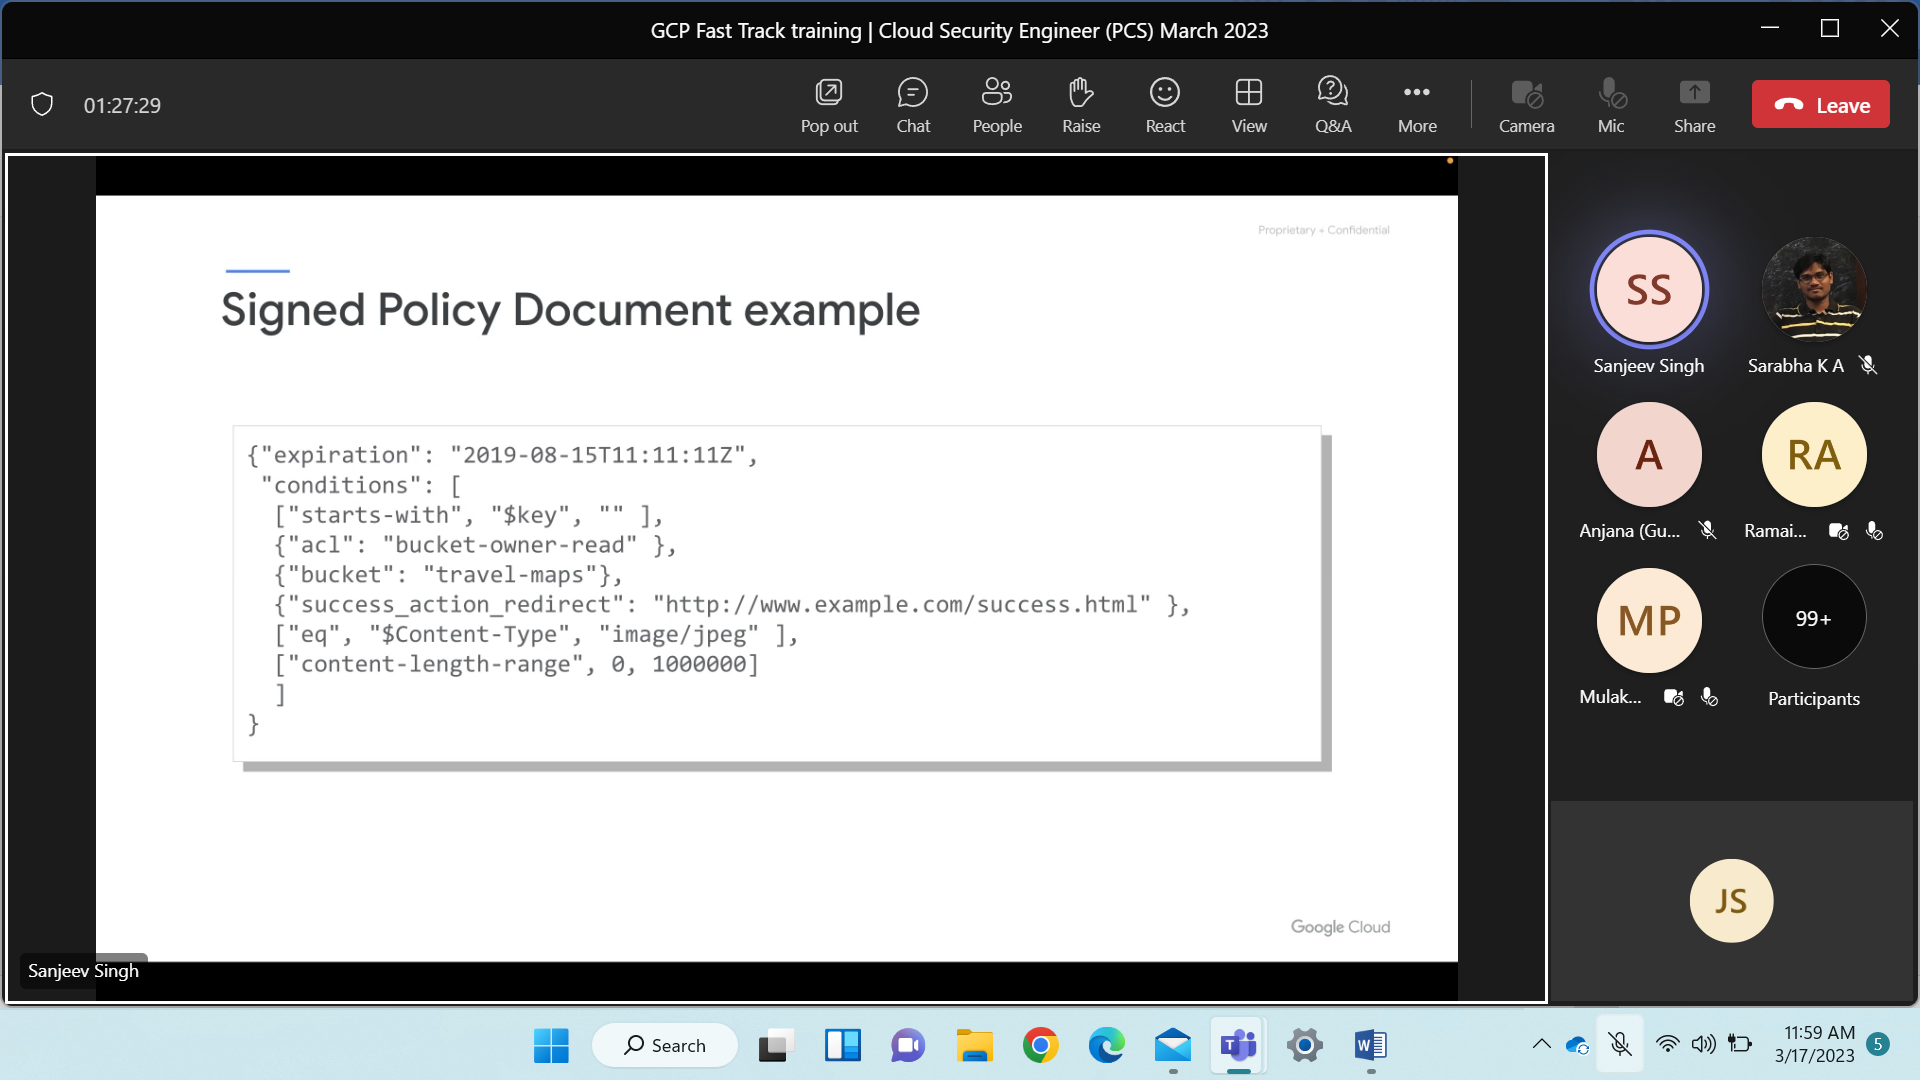 GCP Fast Track training | Cloud Security Engineer (PCS) March 2023
01:27:29
Pop out
Chat
People
Raise
React
View
Q&A
More
Camera
Mic
Share
Leave
Proprietary + Confidential
Signed Policy Document example
{"expiration": "2019-08-15T11:11:11Z",
"conditions": [
["starts-with", "$key", "" ],
{"acl": "bucket-owner-read" },
{"bucket": "travel-maps"},
{"success_action_redirect": "http://www.example.com/success.html" },
["eq", "$Content-Type", "image/jpeg" ],
["content-length-range", 0, 1000000]
]
}
Google Cloud
Sanjeev Singh
SS
Sanjeev Singh
Sarabha K A
A
RA
Anjana (Gu...
Ramai...
MP
99+
Mulak...
Participants
JS
Search
11:59 AM
3/17/2023
5